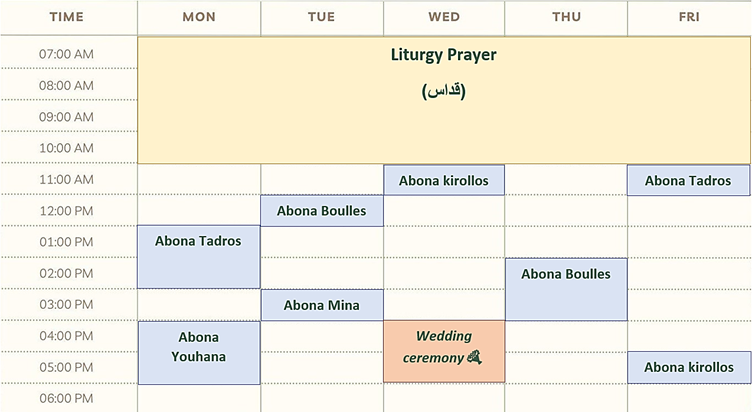 TIME MON TUE WED THU FRI
07:00 AM
Liturgy Prayer
08:00 AM
(قداس)
09:00 AM
10:00 AM
11:00 AM Abona kirollos Abona Tadros
12:00 PM Abona Boulles
01:00 PM Abona Tadros
02:00 PM Abona Boulles
03:00 PM Abona Mina
04:00 PM Abona Wedding
Youhana ceremony
05:00 PM Abona kirollos
06:00 PM